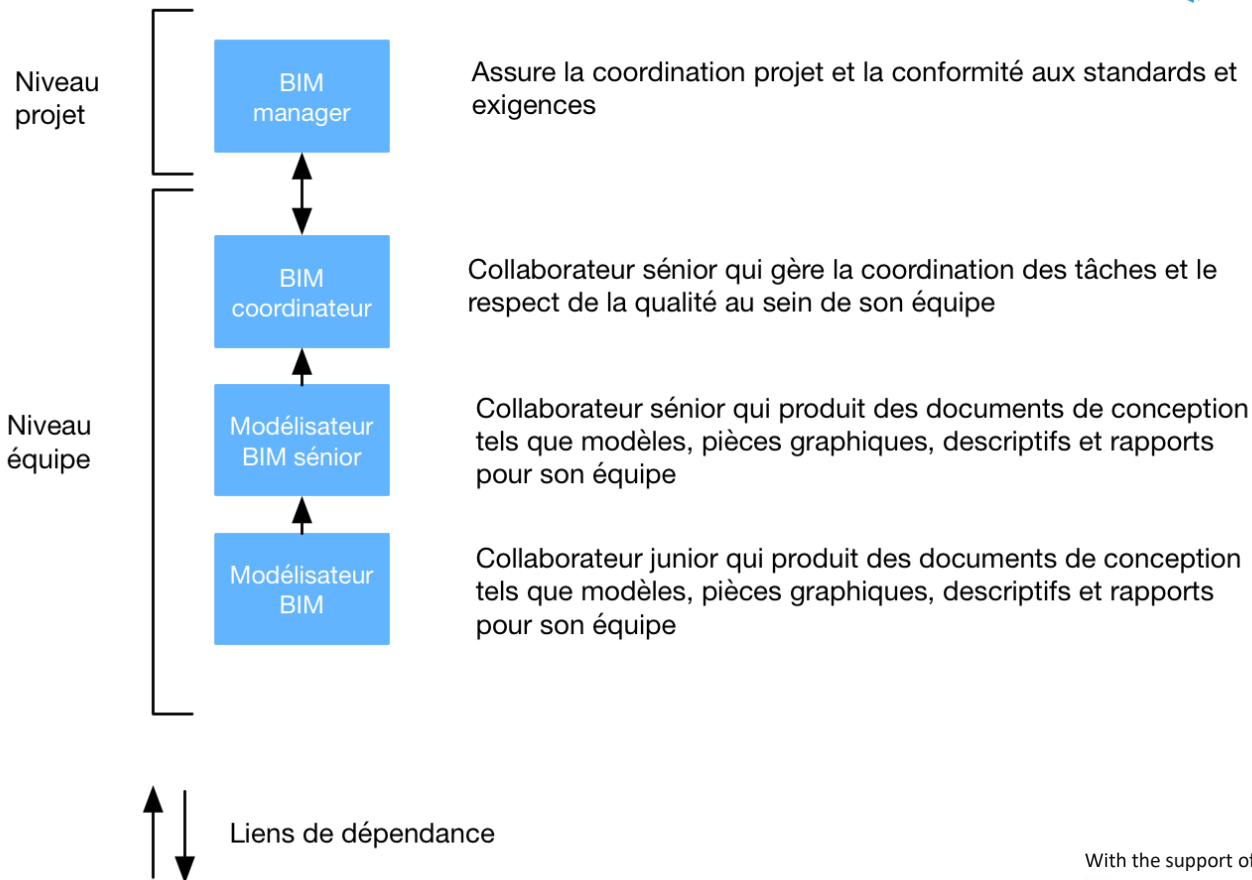 Niveau
projet
BIM
manager
Assure la coordination projet et la conformité aux standards et
exigences
Niveau
équipe
BIM
coordinateur
Collaborateur sénior qui gère la coordination des tâches et le
respect de la qualité au sein de son équipe
Modélisateur
BIM sénior
Collaborateur sénior qui produit des documents de conception
tels que modèles, pièces graphiques, descriptifs et rapports
pour son équipe
Modélisateur
BIM
Collaborateur junior qui produit des documents de conception
tels que modèles, pièces graphiques, descriptifs et rapports
pour son équipe
Liens de dépendance
With the support of